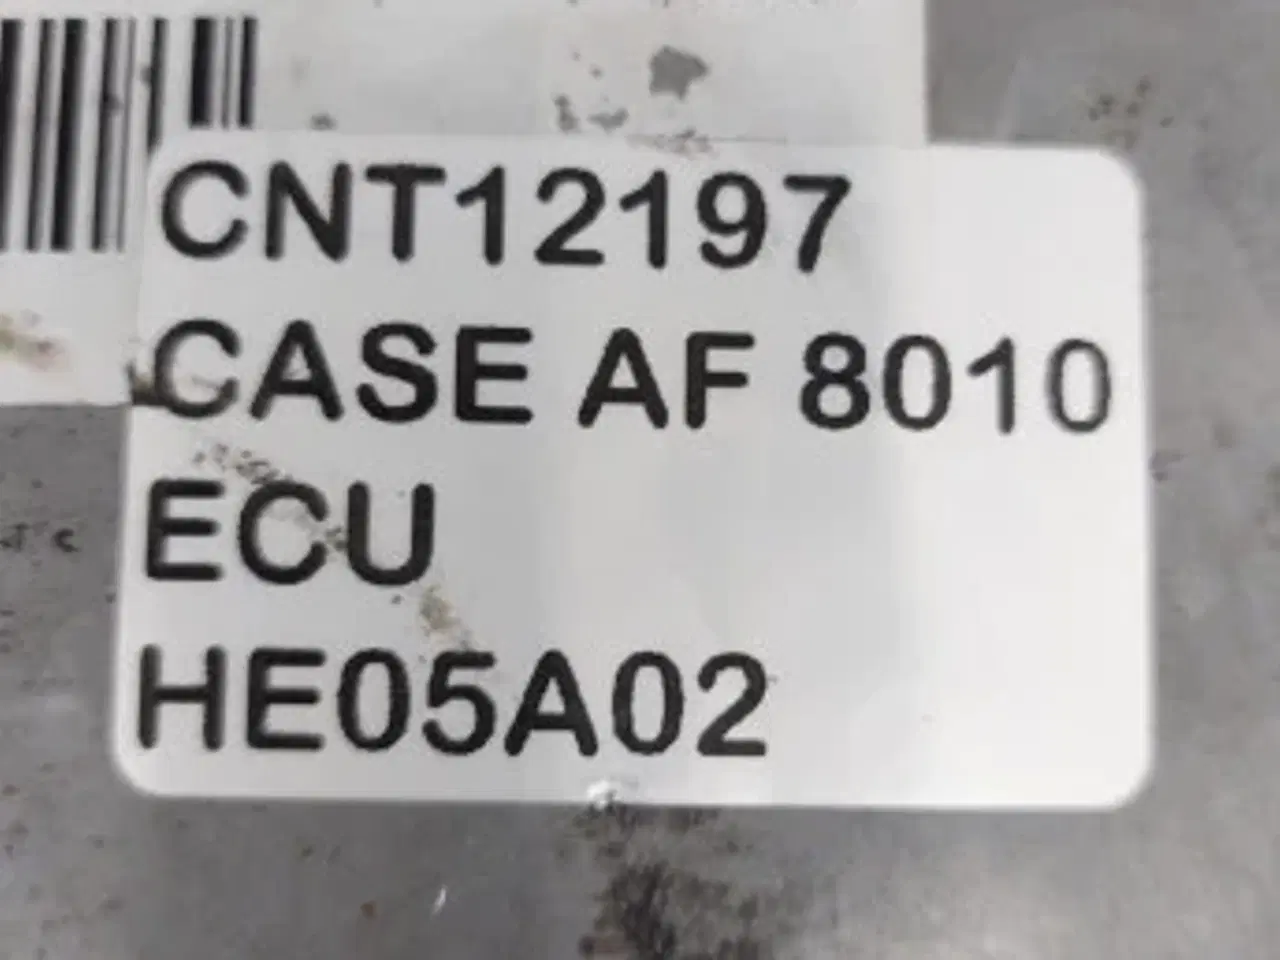 CNT12197
CASE AF 8010
ECU
HE05A02